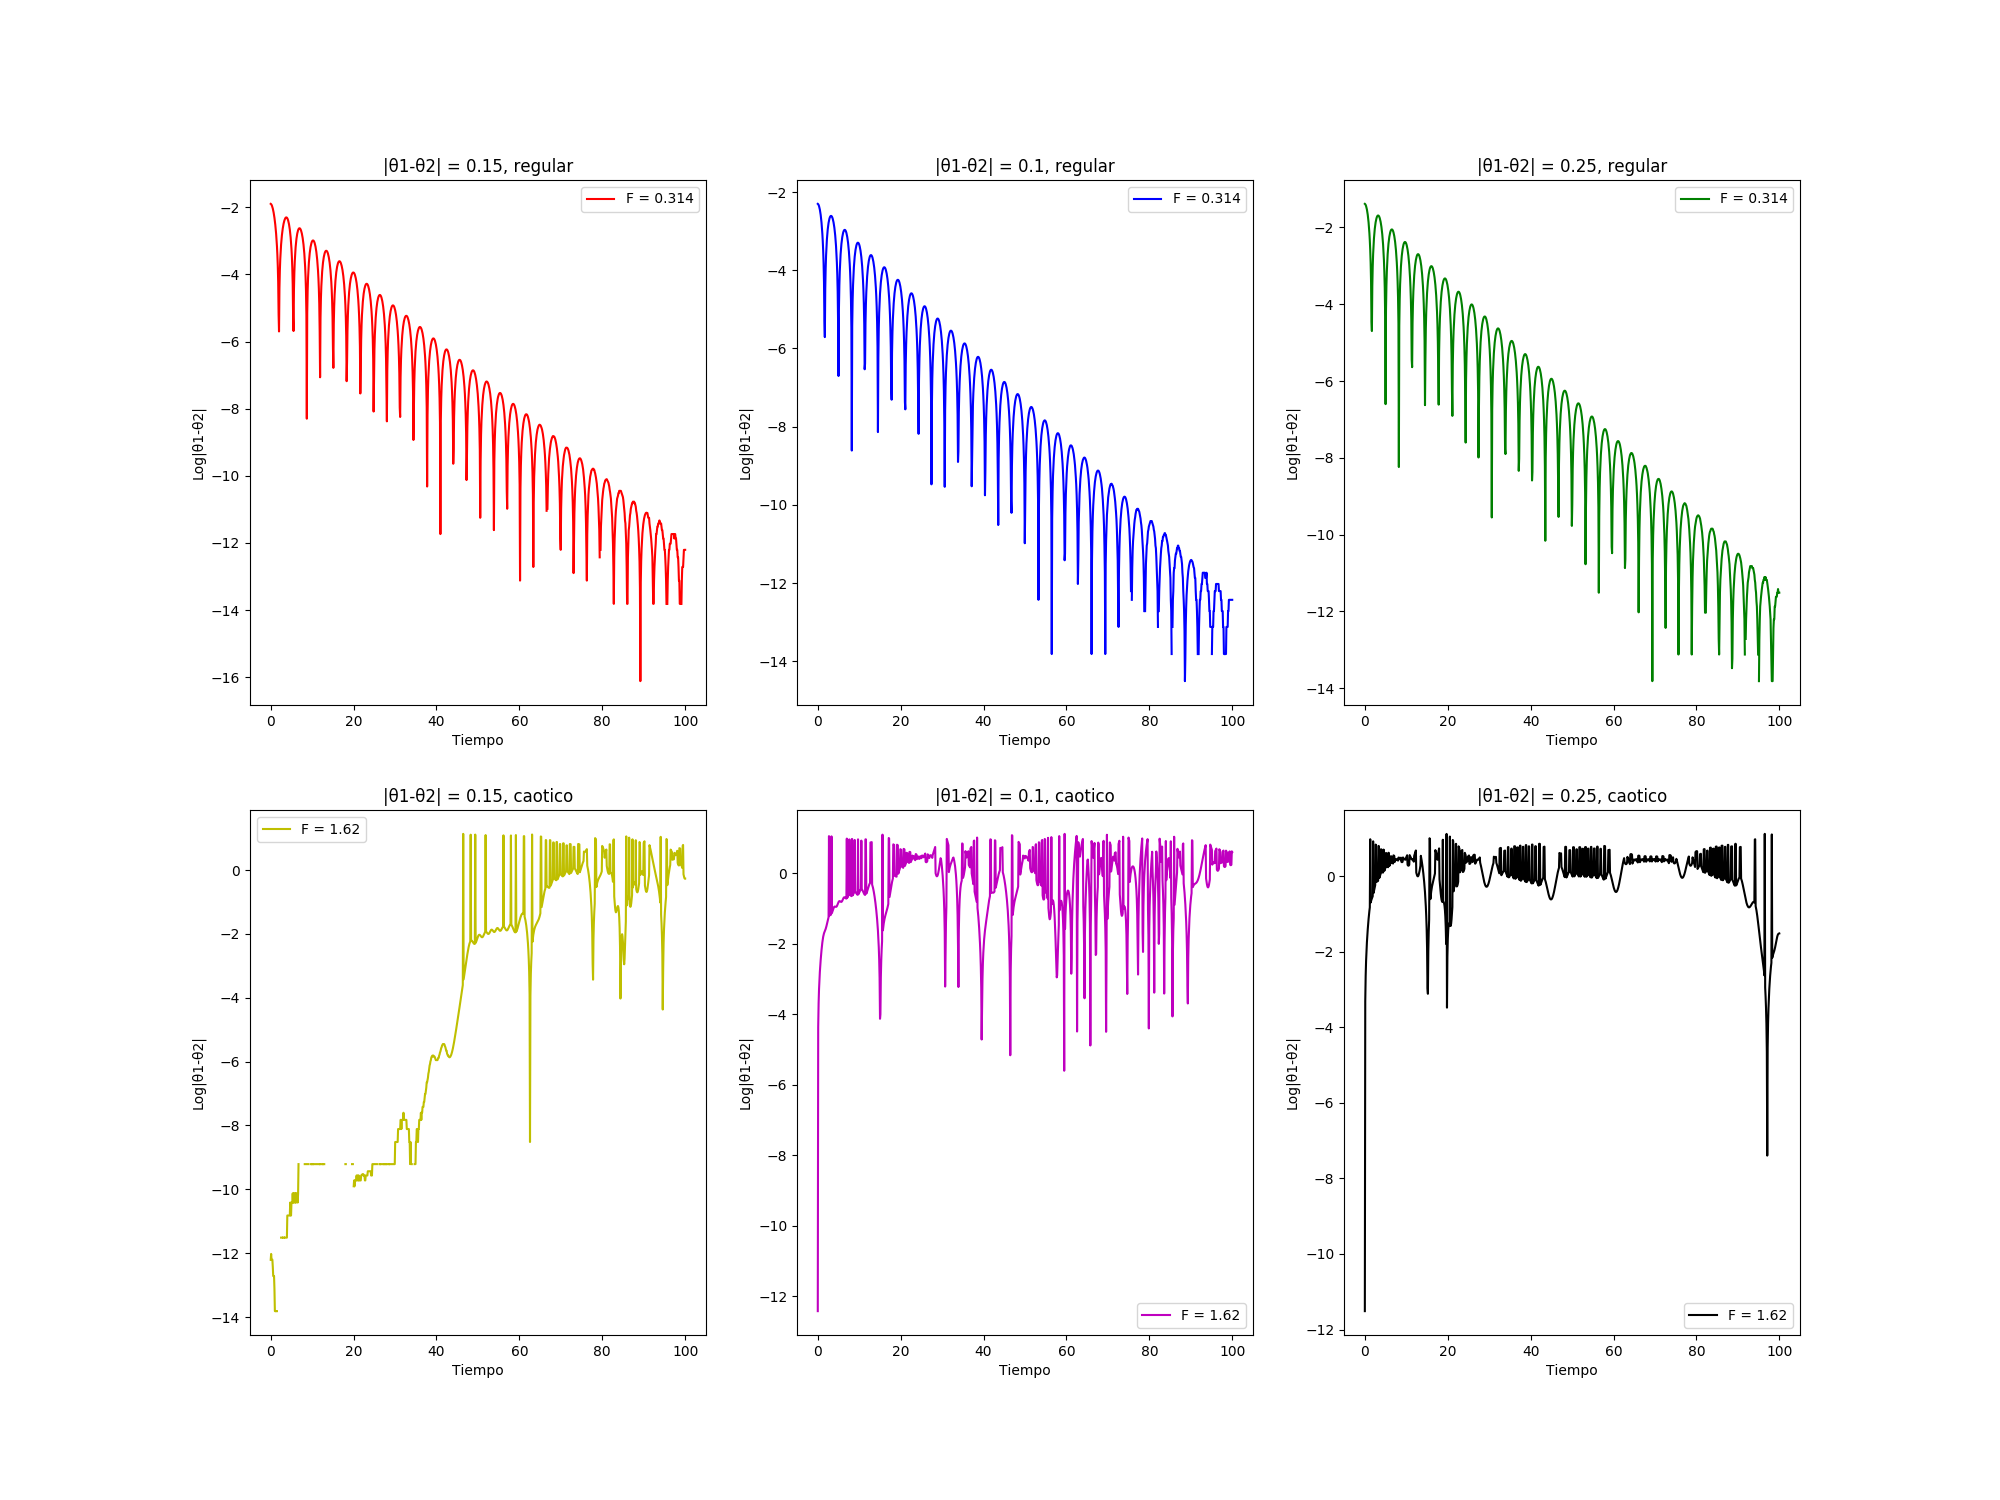 |θ1-θ2| = 0.15, regular
F = 0.314
−2
−4
−6
−8
−10
−12
−14
−16
Log|θ1-θ2|
0 20 40 60 80 100
Tiempo
|θ1-θ2| = 0.1, regular
F = 0.314
−2
−4
−6
−8
−10
−12
−14
Log|θ1-θ2|
0 20 40 60 80 100
Tiempo
|θ1-θ2| = 0.25, regular
F = 0.314
−2
−4
−6
−8
−10
−12
−14
Log|θ1-θ2|
0 20 40 60 80 100
Tiempo
|θ1-θ2| = 0.15, caotico
F = 1.62
0
−2
−4
−6
−8
−10
−12
−14
Log|θ1-θ2|
0 20 40 60 80 100
Tiempo
|θ1-θ2| = 0.1, caotico
0
−2
−4
−6
−8
−10
−12
Log|θ1-θ2|
F = 1.62
0 20 40 60 80 100
Tiempo
|θ1-θ2| = 0.25, caotico
0
−2
−4
−6
−8
−10
−12
Log|θ1-θ2|
F = 1.62
0 20 40 60 80 100
Tiempo